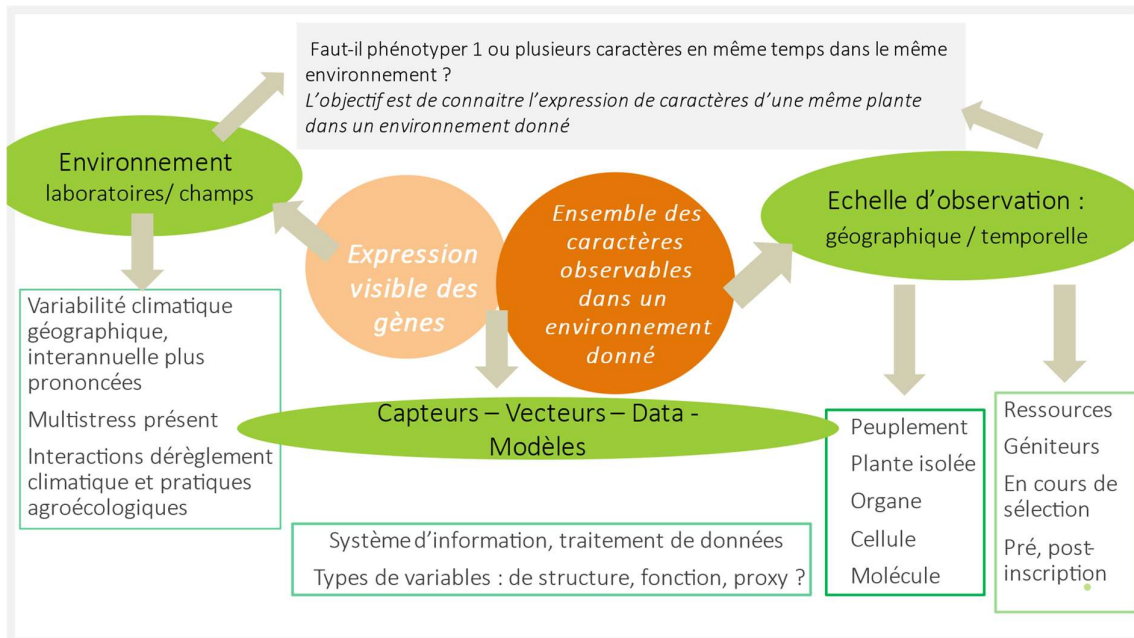 Faut-il phénotyper 1 ou plusieurs caractères en même temps dans le même
environnement ?
L’objectif est de connaitre l’expression de caractères d’une même plante
dans un environnement donné
Environnement
laboratoires/ champs
Expression
visible des
gènes
Ensemble des
caractères
observables
dans un
environnement
donné
Echelle d’observation :
géographique / temporelle
Variabilité climatique
géographique,
interannuelle plus
prononcées
Multistress présent
Interactions dérèglement
climatique et pratiques
agroécologiques
Capteurs – Vecteurs – Data -
Modèles
Système d’information, traitement de données
Types de variables : de structure, fonction, proxy ?
Peuplement
Plante isolée
Organe
Cellule
Molécule
Ressources
Géniteurs
En cours de
sélection
Pré, post-
inscription